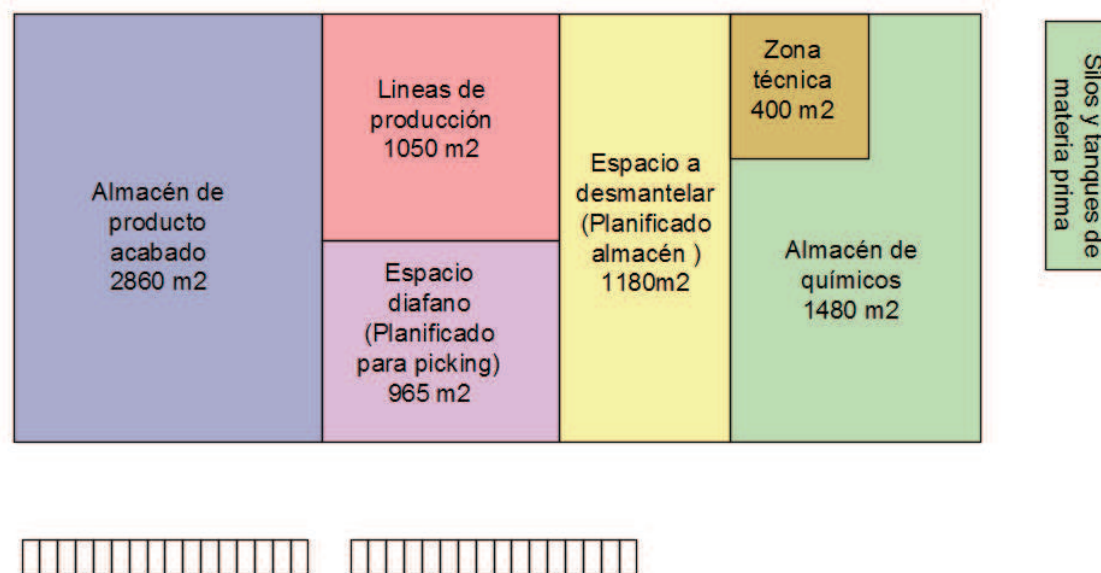 Almacén de
producto
acabado
2860 m2
Lineas de
producción
1050 m2
Espacio
diafano
(Planificado
para picking)
965 m2
Espacio a
desmantelar
(Planificado
almacén )
1180m2
Zona
técnica
400 m2
Almacén de
químicos
1480 m2
Silos y tanques de
materia prima